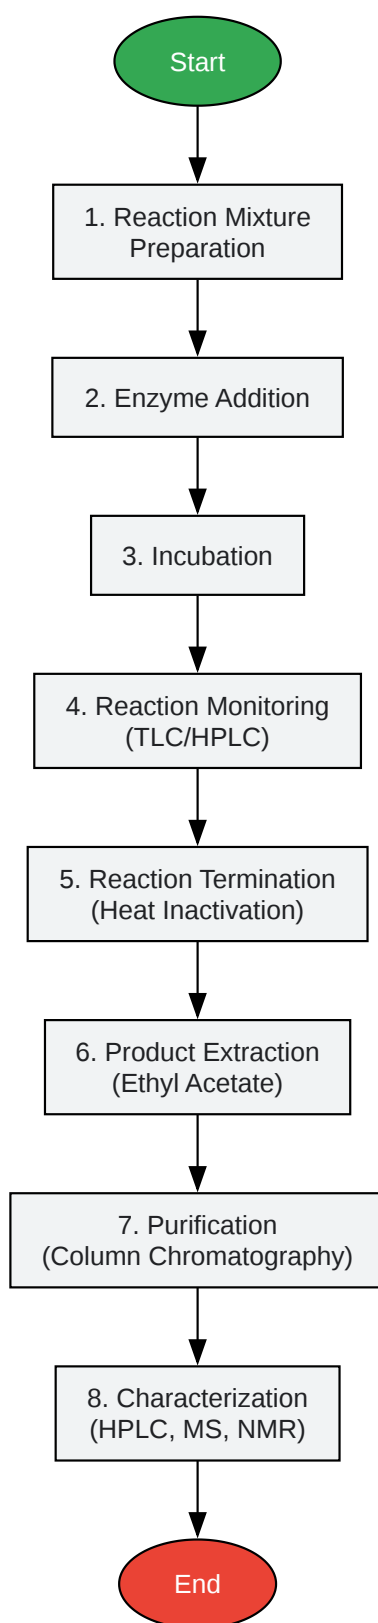 Start
1. Reaction Mixture
Preparation
2. Enzyme Addition
3. Incubation
4. Reaction Monitoring
(TLC/HPLC)
5. Reaction Termination
(Heat Inactivation)
6. Product Extraction
(Ethyl Acetate)
7. Purification
(Column Chromatography)
8. Characterization
(HPLC, MS, NMR)
End